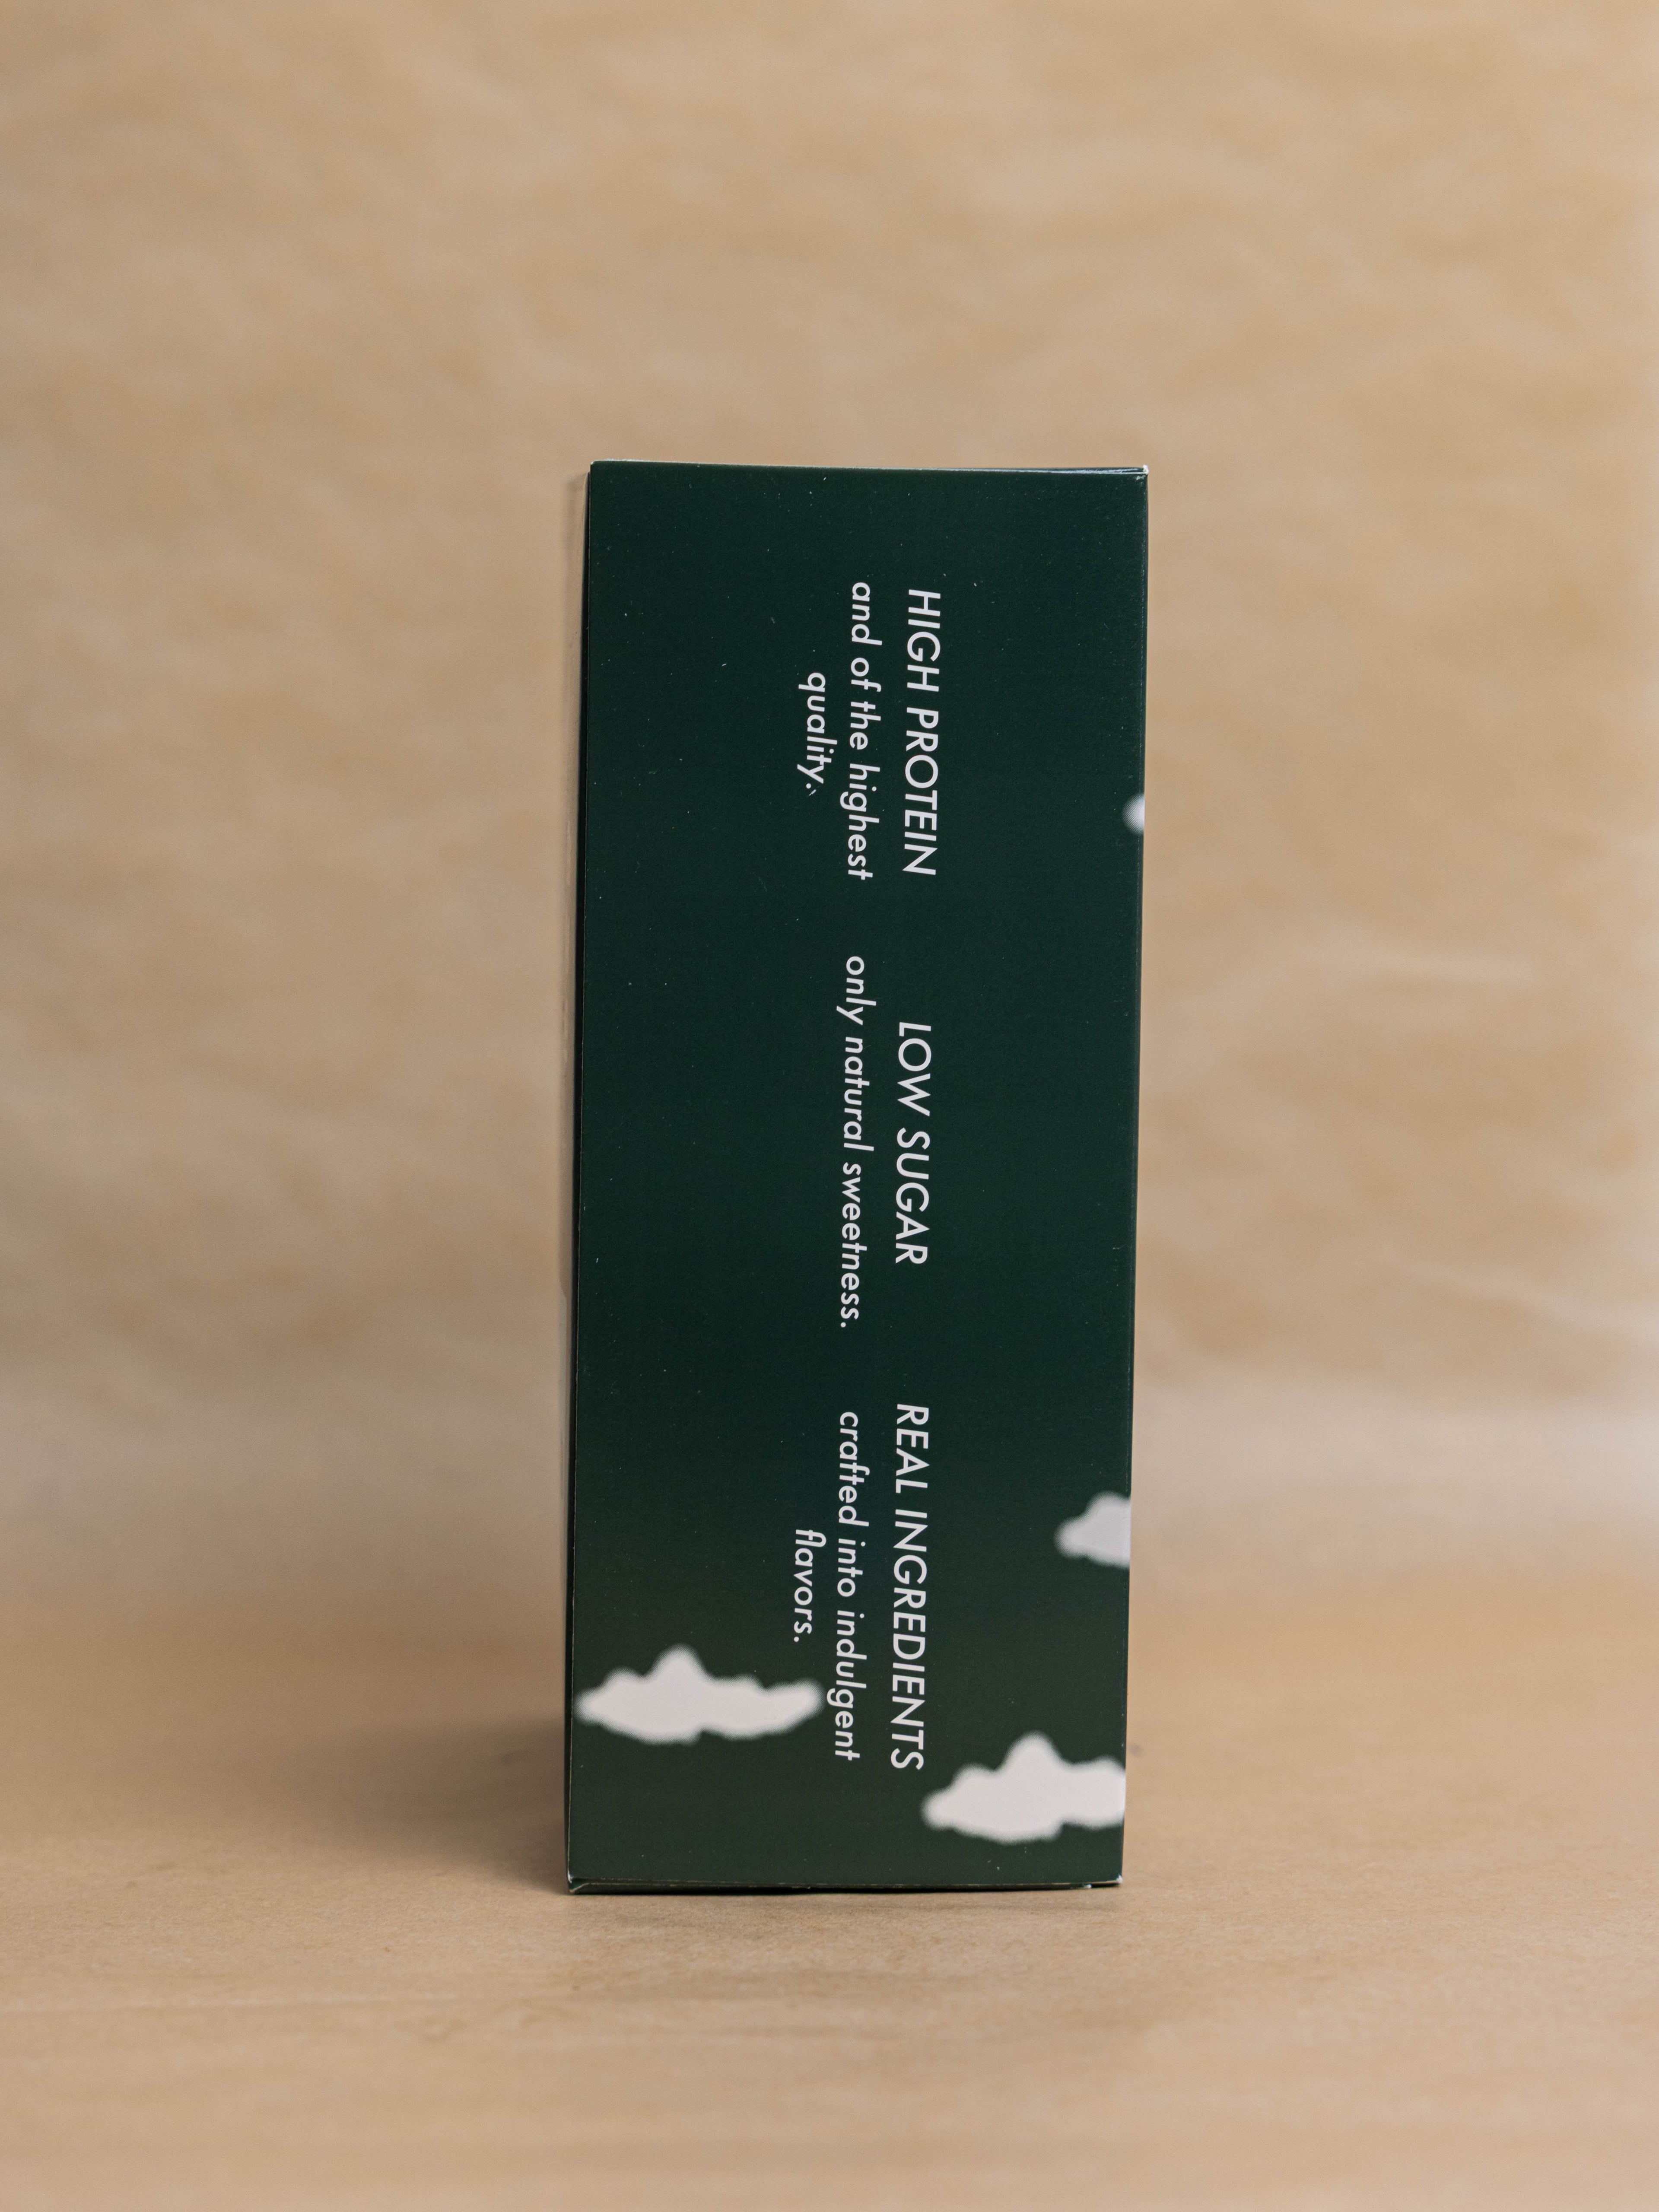 HIGH PROTEIN
and of the highest
quality.
LOW SUGAR
only natural sweetness.
REAL INGREDIENTS
crafted into indulgent
flavors.